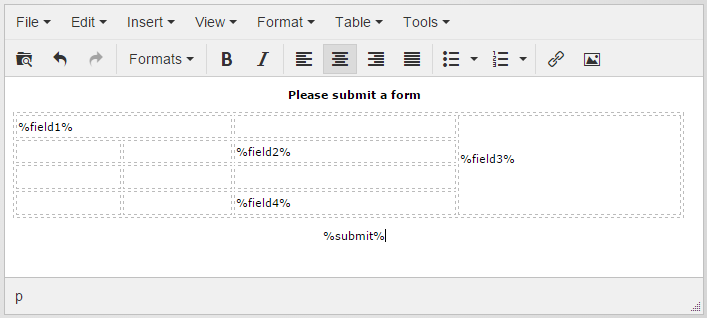 File Edit Insert View Format Table Tools
Formats B I
Please submit a form
%field1%
%field2%
%field3%
%field4%
%submit%
p